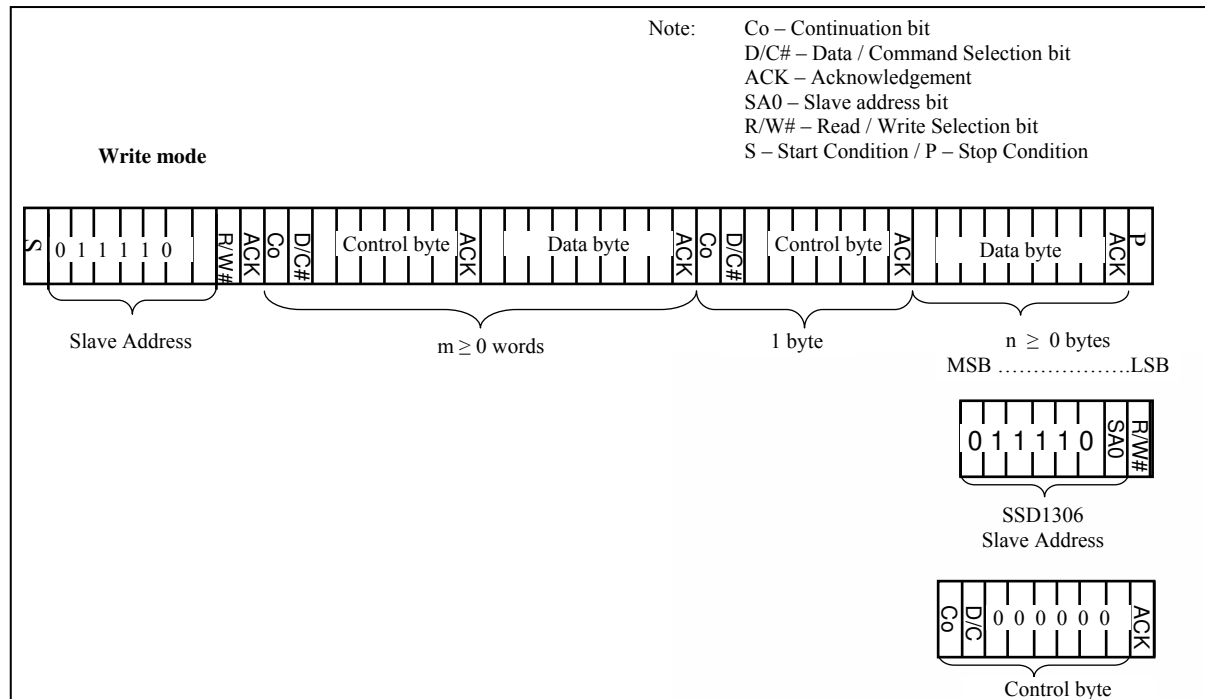 Note: Co – Continuation bit
D/C# – Data / Command Selection bit
ACK – Acknowledgement
SA0 – Slave address bit
R/W# – Read / Write Selection bit
S – Start Condition / P – Stop Condition
Write mode
S 0 1 1 1 1 0 R/W# ACK Co D/C# Control byte ACK Data byte ACK Co D/C# Control byte ACK Data byte ACK P
Slave Address m ≥ 0 words 1 byte n ≥ 0 bytes
MSB ……………….LSB
0 1 1 1 1 0 SA0 R/W#
SSD1306
Slave Address
Co D/C 0 0 0 0 0 0 ACK
Control byte